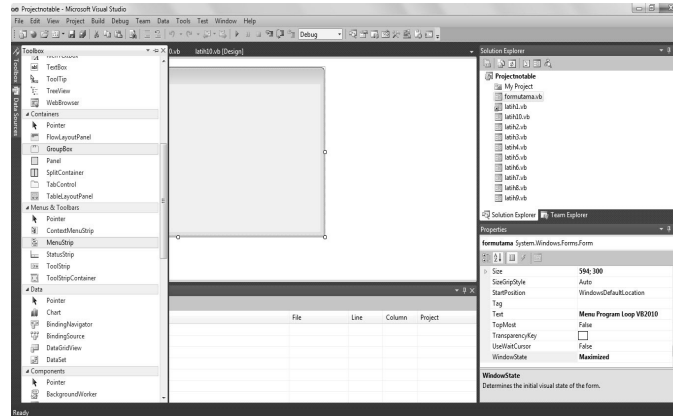 Projectnotable - Microsoft Visual Studio
File Edit View Project Build Debug Team Data Tools Test Window Help
Debug
Toolbox
0.vb latih10.vb [Design]
Toolbox
Data Sources
TextBox
ToolTip
TreeView
WebBrowser
Containers
Pointer
FlowLayoutPanel
GroupBox
Panel
SplitContainer
TabControl
TableLayoutPanel
Menus & Toolbars
Pointer
ContextMenuStrip
MenuStrip
StatusStrip
ToolStrip
ToolStripContainer
Data
Pointer
Chart
BindingNavigator
BindingSource
DataGridView
DataSet
Components
Pointer
BackgroundWorker
File Line Column Project
Solution Explorer
Projectnotable
My Project
formutama.vb
latih1.vb
latih10.vb
latih2.vb
latih3.vb
latih4.vb
latih5.vb
latih6.vb
latih7.vb
latih8.vb
latih9.vb
Solution Explorer Team Explorer
Properties
formutama System.Windows.Forms.Form
Size 594; 300
SizeGripStyle Auto
StartPosition WindowsDefaultLocation
Tag
Text Menu Program Loop VB2010
TopMost False
TransparencyKey
UseWaitCursor False
WindowState Maximized
WindowState
Determines the initial visual state of the form.
Ready